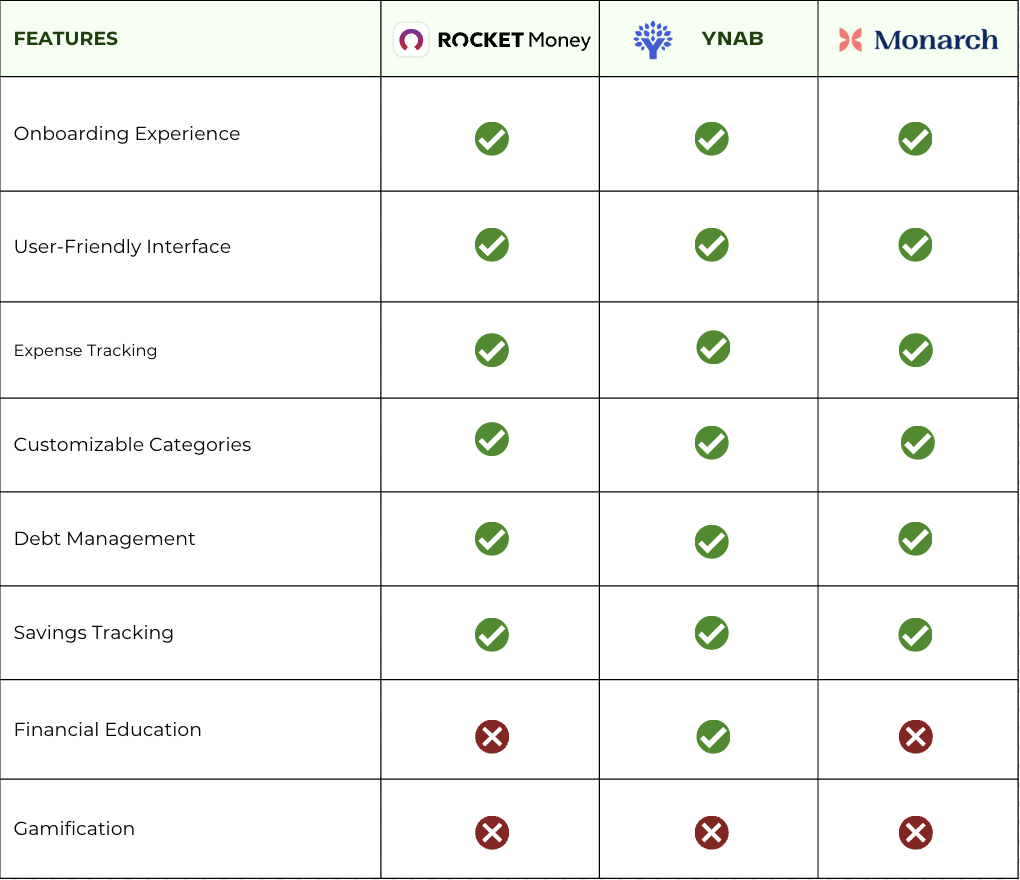 FEATURES
ROCKET Money
YNAB
Monarch
Onboarding Experience
User-Friendly Interface
Expense Tracking
Customizable Categories
Debt Management
Savings Tracking
Financial Education
Gamification